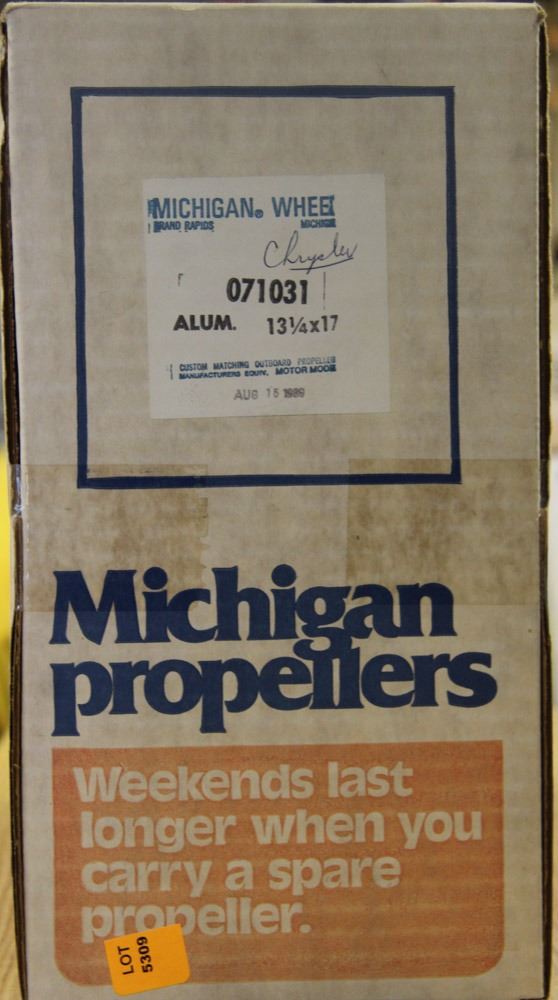 MICHIGAN® WHEEL
GRAND RAPIDS MICHIGAN
Chrysler
071031
ALUM. 13¼x17
CUSTOM MATCHING OUTBOARD PROPELLER
MANUFACTURERS EQUIV. MOTOR MODE
AUG 15 1989
Michigan
propellers
Weekends last
longer when you
carry a spare
propeller.
LOT
5309